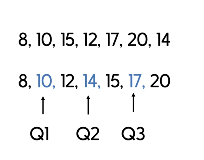 8, 10, 15, 12, 17, 20, 14
8, 10, 12, 14, 15, 17, 20
Q1 Q2 Q3